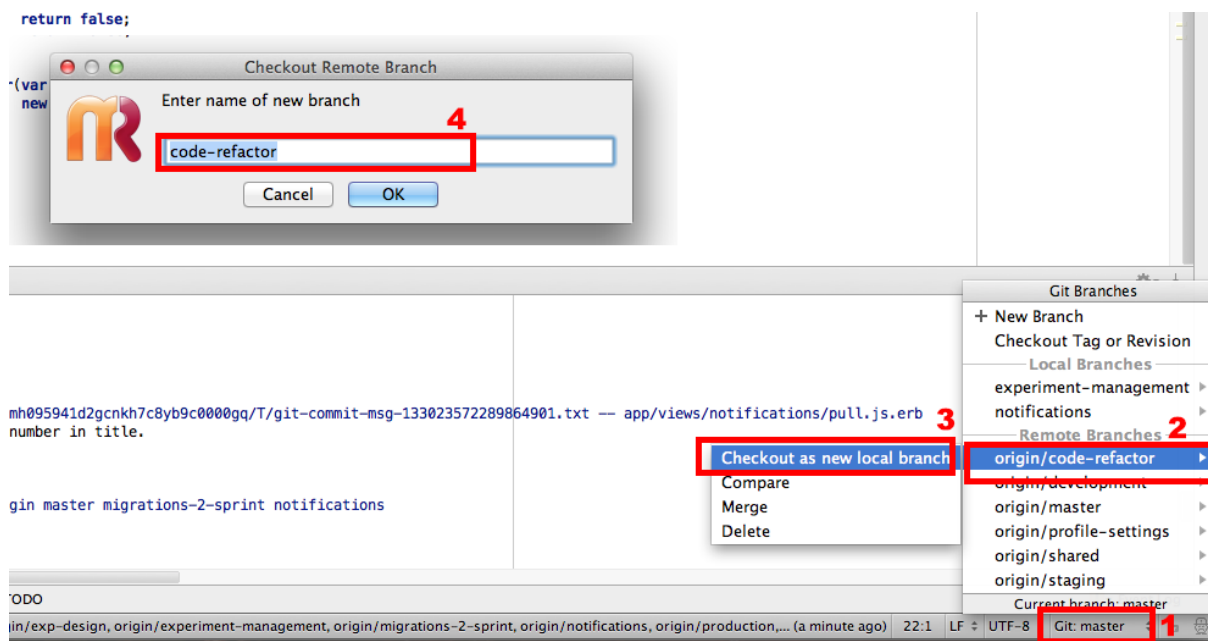 return false;
Checkout Remote Branch
r(var
new
Enter name of new branch
4
code-refactor
Cancel
OK
Git Branches
+ New Branch
Checkout Tag or Revision
Local Branches
experiment-management
mh095941d2gcnkh7c8yb9c0000gq/T/git-commit-msg-133023572289864901.txt -- app/views/notifications/pull.js.erb
notifications
number in title.
3
Remote Branches
2
Checkout as new local branch
origin/code-refactor
Compare
origin/development
gin master migrations-2-sprint notifications
Merge
origin/master
Delete
origin/profile-settings
origin/shared
origin/staging
TODO
Current branch: master
gin/exp-design, origin/experiment-management, origin/migrations-2-sprint, origin/notifications, origin/production,... (a minute ago)
22:1
LF
UTF-8
Git: master
1